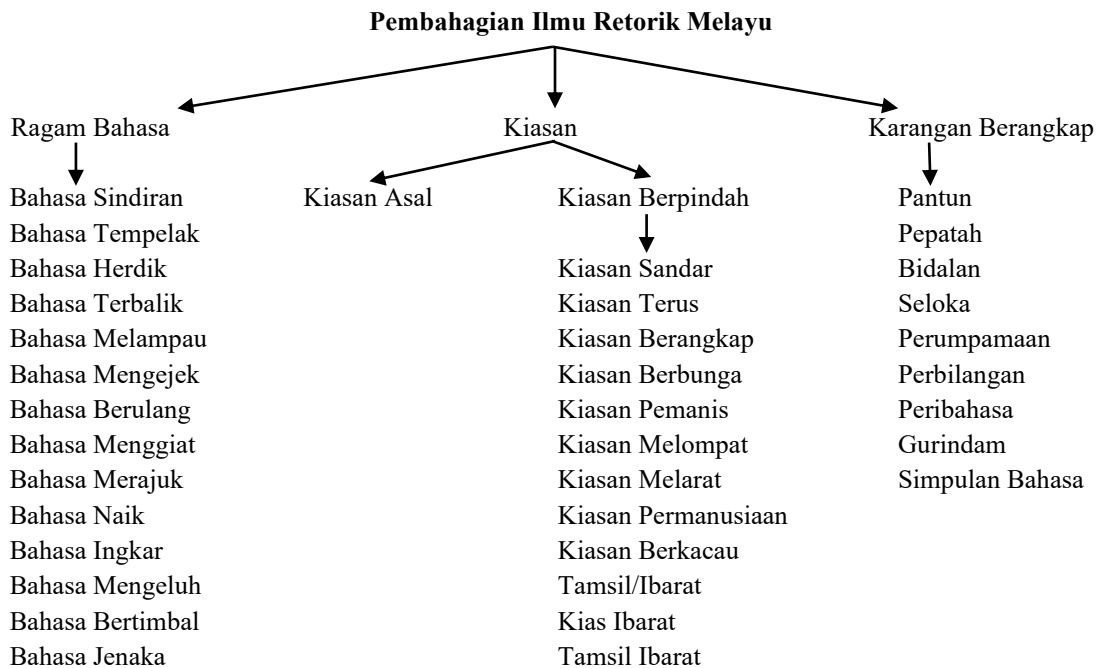 Pembahagian Ilmu Retorik Melayu
Ragam Bahasa Kiasan Karangan Berangkap
Bahasa Sindiran Kiasan Asal Kiasan Berpindah Pantun
Bahasa Tempelak Pepatah
Bahasa Herdik Kiasan Sandar Bidalan
Bahasa Terbalik Kiasan Terus Seloka
Bahasa Melampau Kiasan Berangkap Perumpamaan
Bahasa Mengejek Kiasan Berbunga Perbilangan
Bahasa Berulang Kiasan Pemanis Peribahasa
Bahasa Menggiat Kiasan Melompat Gurindam
Bahasa Merajuk Kiasan Melarat Simpulan Bahasa
Bahasa Naik Kiasan Permanusiaan
Bahasa Ingkar Kiasan Berkacau
Bahasa Mengeluh Tamsil/Ibarat
Bahasa Bertimbal Kias Ibarat
Bahasa Jenaka Tamsil Ibarat